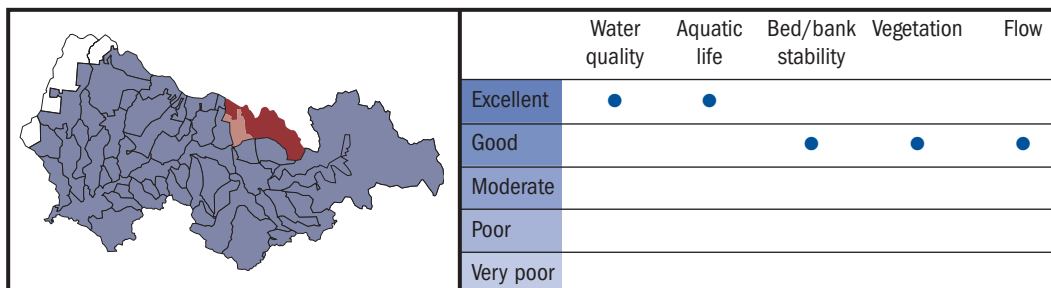 Water Aquatic Bed/bank Vegetation Flow
quality life stability
Excellent
Good
Moderate
Poor
Very poor